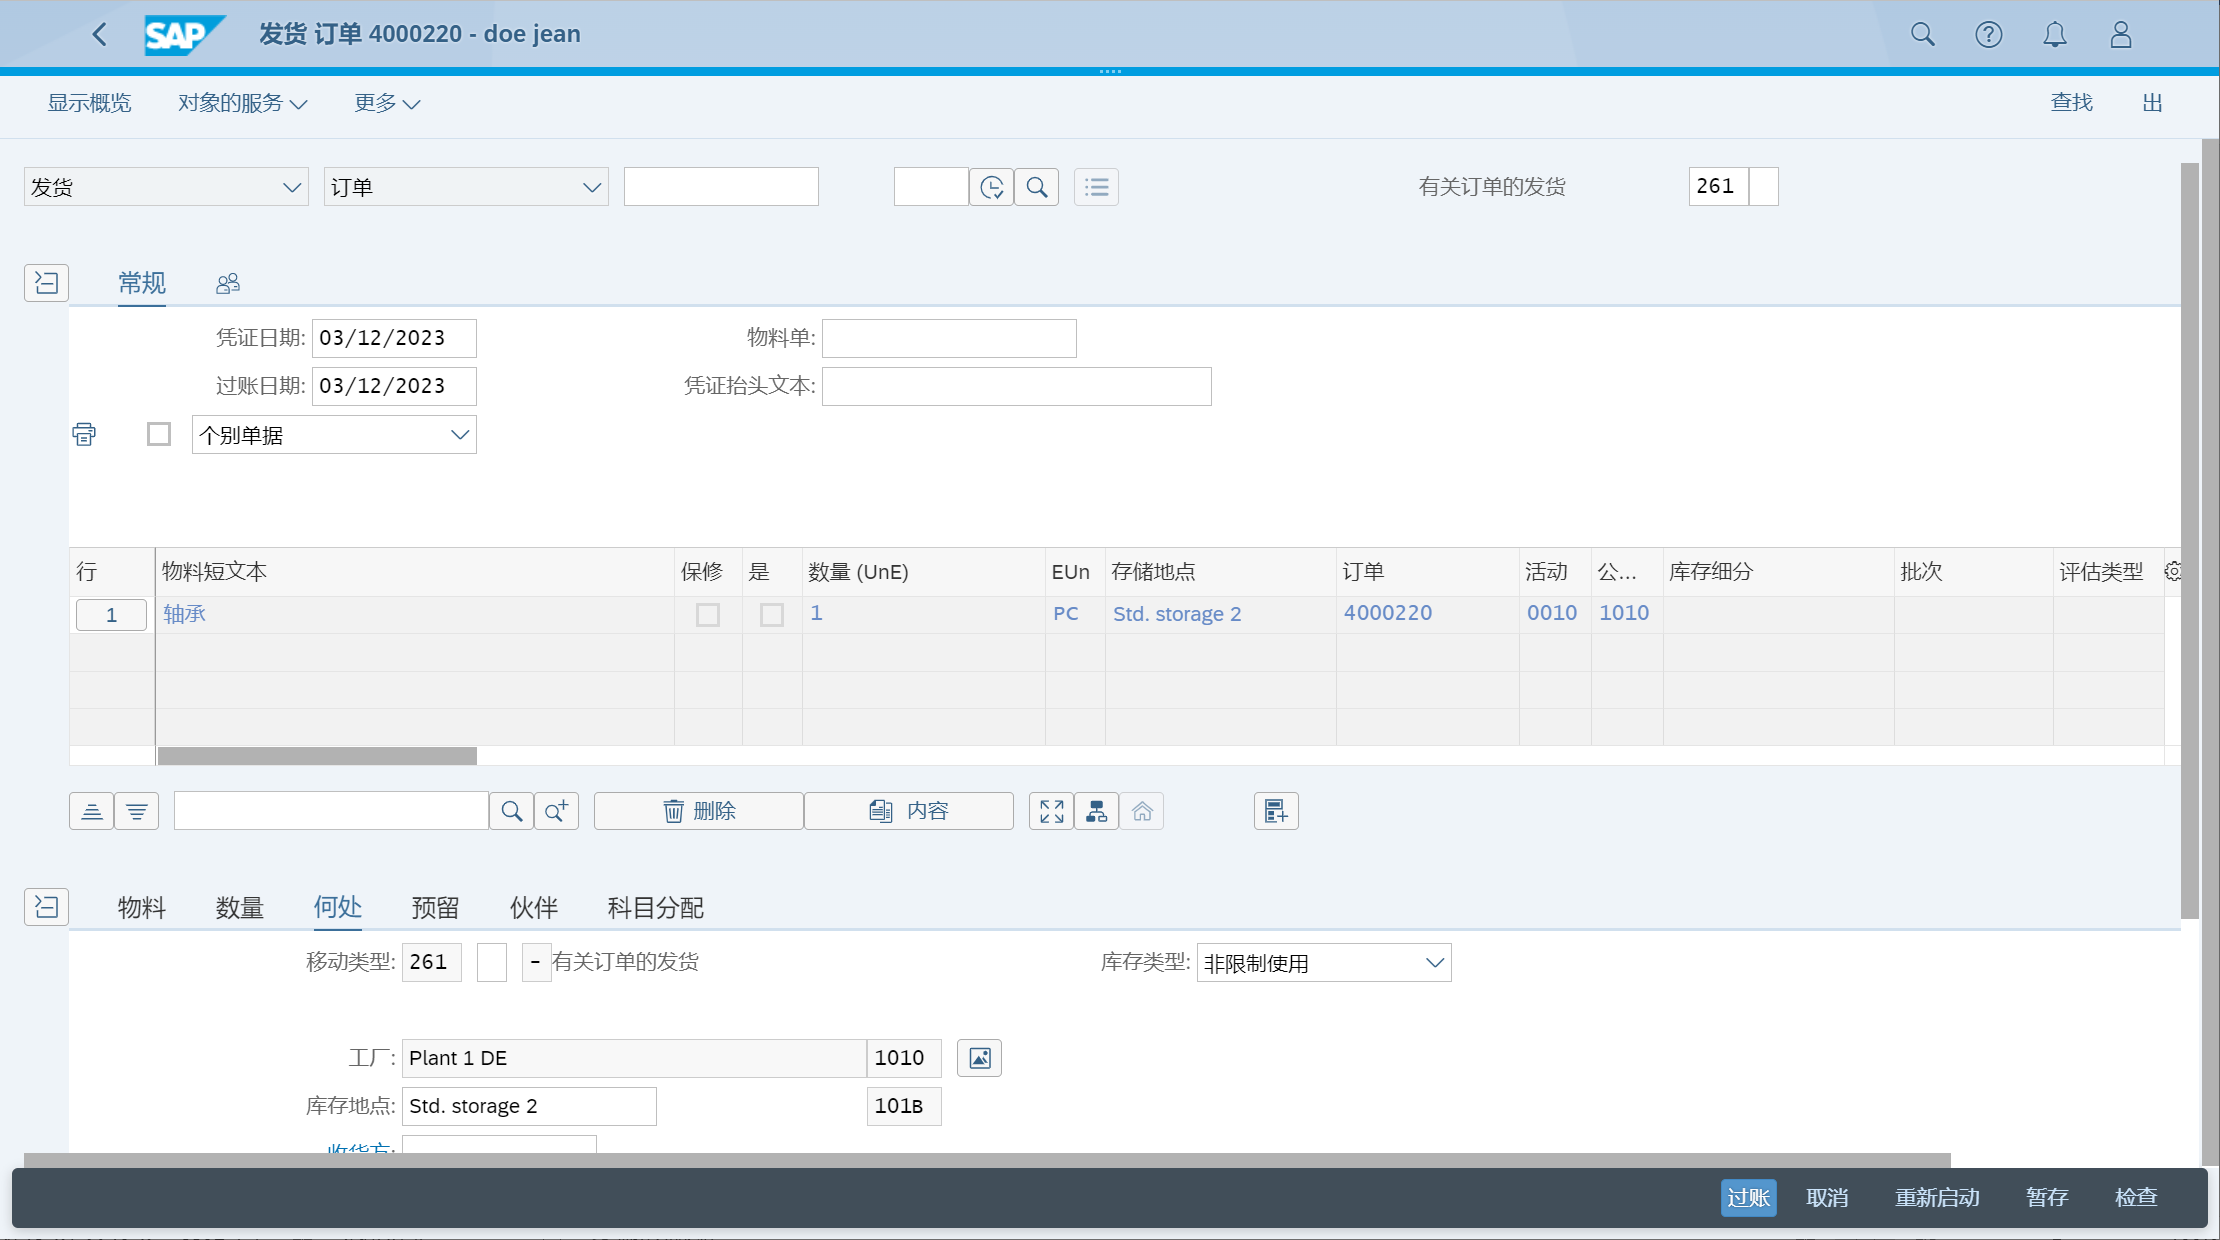 SAP 发货 订单 4000220 - doe jean
显示概览 对象的服务 更多 查找 出
发货 订单 有关订单的发货 261
常规
凭证日期: 03/12/2023 物料单:
过账日期: 03/12/2023 凭证抬头文本:
个别单据
行 物料短文本 保修 是 数量 (UnE) EUn 存储地点 订单 活动 公... 库存细分 批次 评估类型
1 轴承 1 PC Std. storage 2 4000220 0010 1010
删除 内容
物料 数量 何处 预留 伙伴 科目分配
移动类型: 261 - 有关订单的发货 库存类型: 非限制使用
工厂: Plant 1 DE 1010
库存地点: Std. storage 2 101B
收货方:
过账 取消 重新启动 暂存 检查